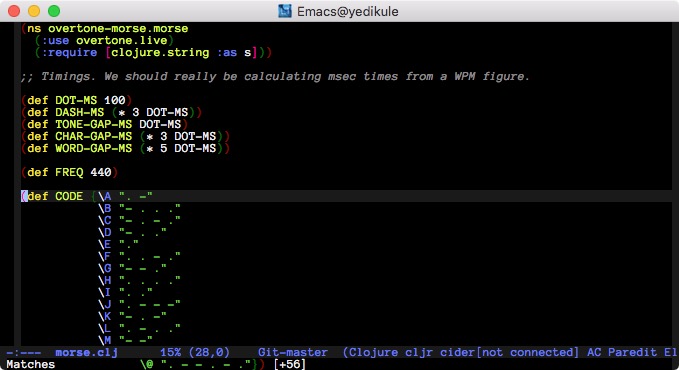 Emacs@yedikule
(ns overtone-morse.morse
  (:use overtone.live)
  (:require [clojure.string :as s]))
;; Timings. We should really be calculating msec times from a WPM figure.
(def DOT-MS 100)
(def DASH-MS (* 3 DOT-MS))
(def TONE-GAP-MS DOT-MS)
(def CHAR-GAP-MS (* 3 DOT-MS))
(def WORD-GAP-MS (* 5 DOT-MS))
(def FREQ 440)
(def CODE {\A ". -"
           \B "- . . ."
           \C "- . - ."
           \D "- . ."
           \E "."
           \F ". . - ."
           \G "- - ."
           \H ". . . ."
           \I ". ."
           \J ". - - -"
           \K "- . -"
           \L ". - . ."
           \M "- -"
-:---  morse.clj      15% (28,0)    Git-master  (Clojure cljr cider[not connected] AC Paredit El
Matches            \@ ". - - . - ."}) [+56]